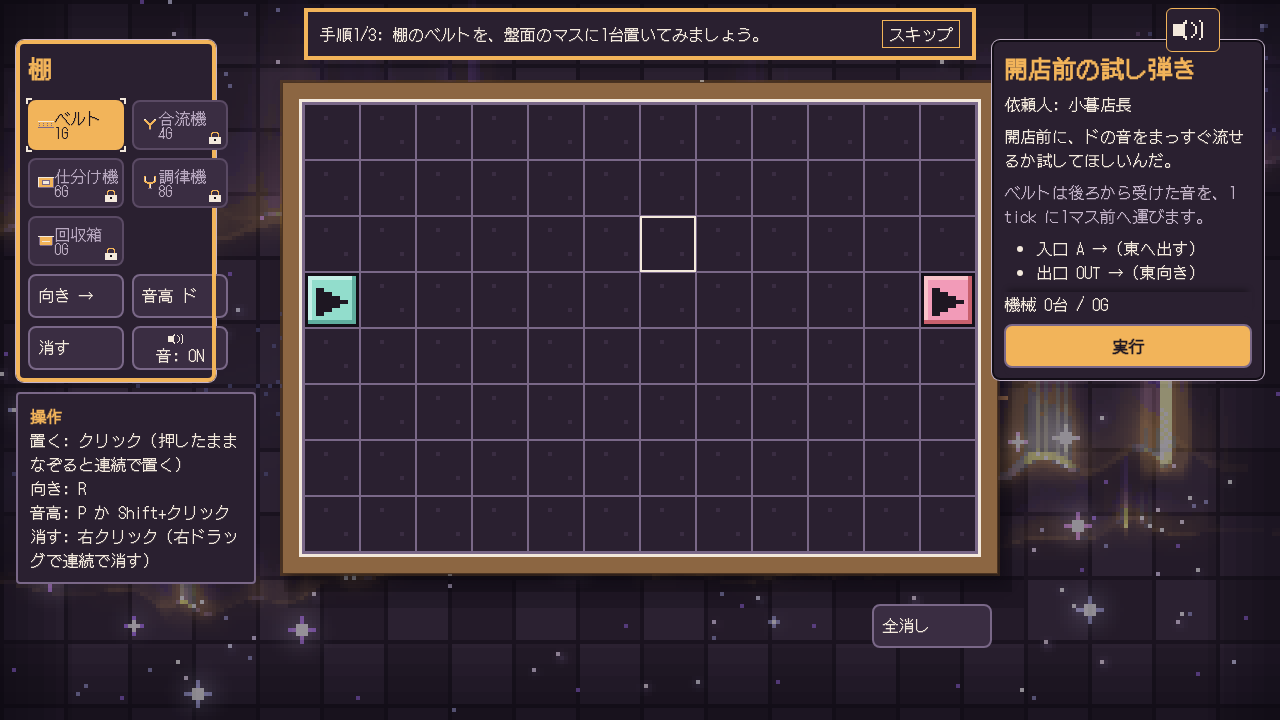 手順1/3: 棚のベルトを、盤面のマスに1台置いてみましょう。
スキップ
棚
ベルト
1G
合流機
4G
仕分け機
6G
調律機
8G
回収箱
0G
向き →
音高 ド
消す
音: ON
操作
置く: クリック (押したまま
なぞると連続で置く)
向き: R
音高: P か Shift+クリック
消す: 右クリック (右ドラッ
グで連続で消す)
開店前の試し弾き
依頼人: 小暮店長
開店前に、ドの音をまっすぐ流せ
るか試してほしいんだ。
ベルトは後ろから受けた音を、1
tick に1マス前へ運びます。
• 入口 A → (東へ出す)
• 出口 OUT → (東向き)
機械 0台 / 0G
実行
全消し